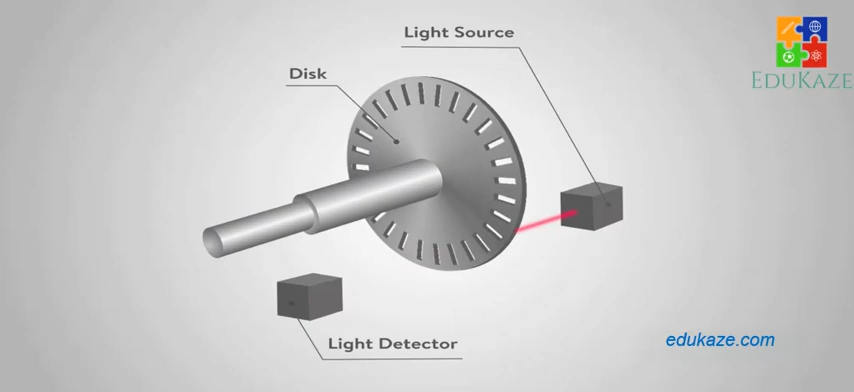 Light Source
Disk
EDUKAZE
Light Detector
edukaze.com